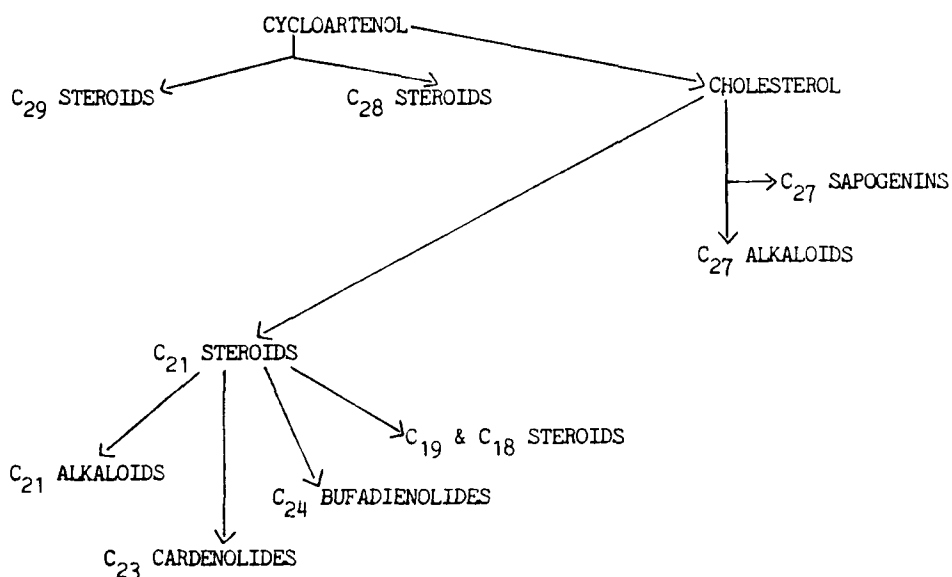 CYCLOARTENOL
C29 STEROIDS
C28 STEROIDS
CHOLESTEROL
C27 SAPOGENINS
C27 ALKALOIDS
C21 STEROIDS
C19 & C18 STEROIDS
C21 ALKALOIDS
C24 BUFADIENOLIDES
C23 CARDENOLIDES